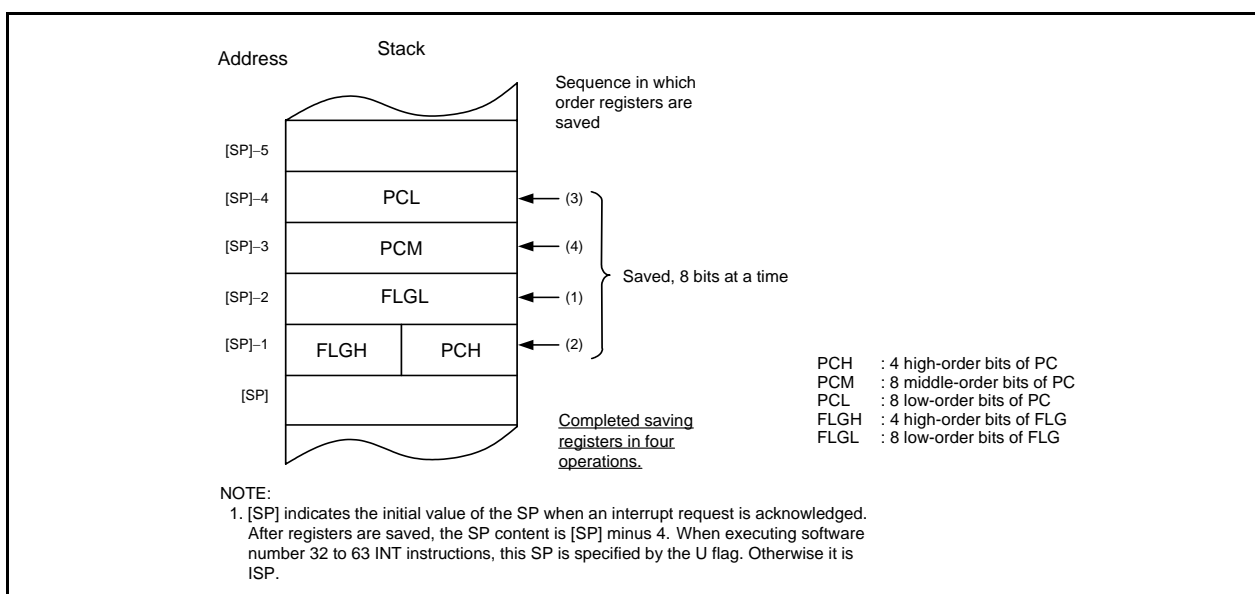 Address
Stack
Sequence in which
order registers are
saved
[SP]−5
[SP]−4
PCL
(3)
[SP]−3
PCM
(4)
Saved, 8 bits at a time
[SP]−2
FLGL
(1)
[SP]−1
FLGH
PCH
(2)
[SP]
PCH : 4 high-order bits of PC
PCM : 8 middle-order bits of PC
PCL : 8 low-order bits of PC
FLGH : 4 high-order bits of FLG
FLGL : 8 low-order bits of FLG
Completed saving
registers in four
operations.
NOTE:
1. [SP] indicates the initial value of the SP when an interrupt request is acknowledged.
After registers are saved, the SP content is [SP] minus 4. When executing software
number 32 to 63 INT instructions, this SP is specified by the U flag. Otherwise it is
ISP.